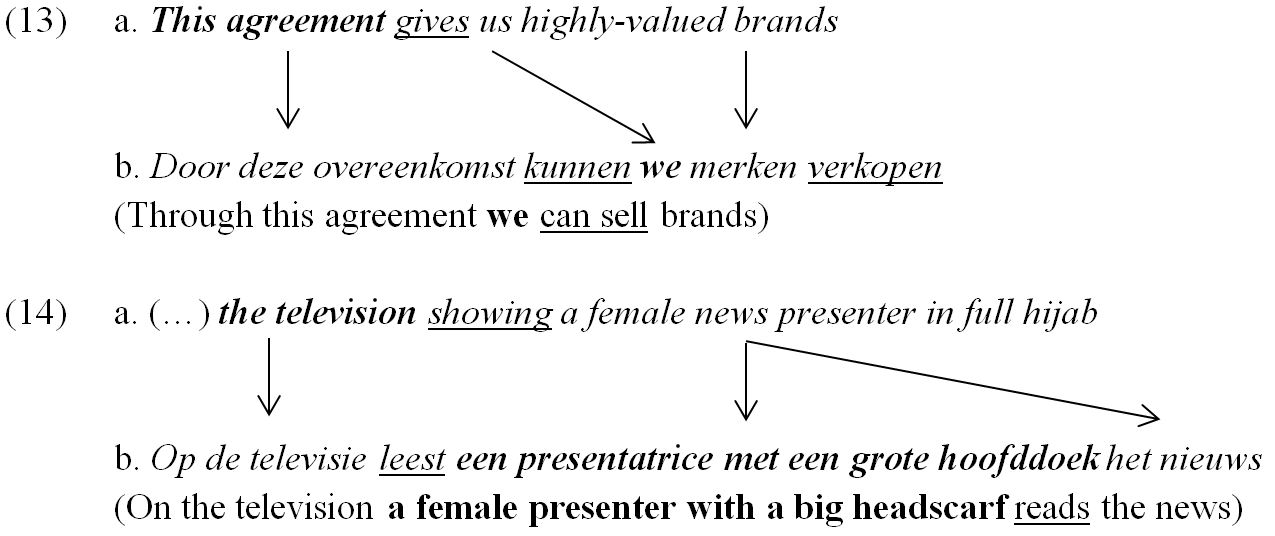 (13) a. This agreement gives us highly-valued brands
b. Door deze overeenkomst kunnen we merken verkopen
(Through this agreement we can sell brands)
(14) a. (…) the television showing a female news presenter in full hijab
b. Op de televisie leest een presentatrice met een grote hoofddoek het nieuws
(On the television a female presenter with a big headscarf reads the news)